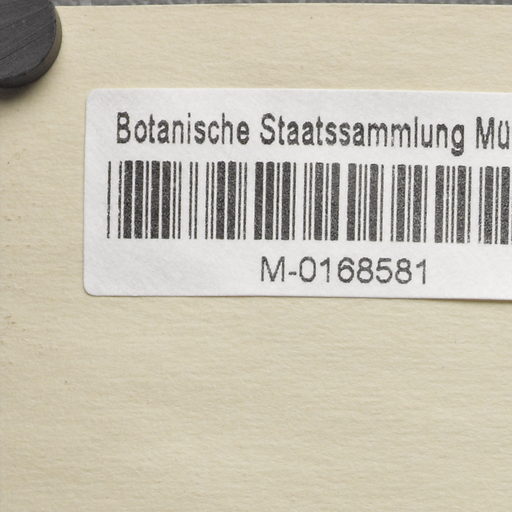 Botanische Staatssammlung Mü
M-0168581